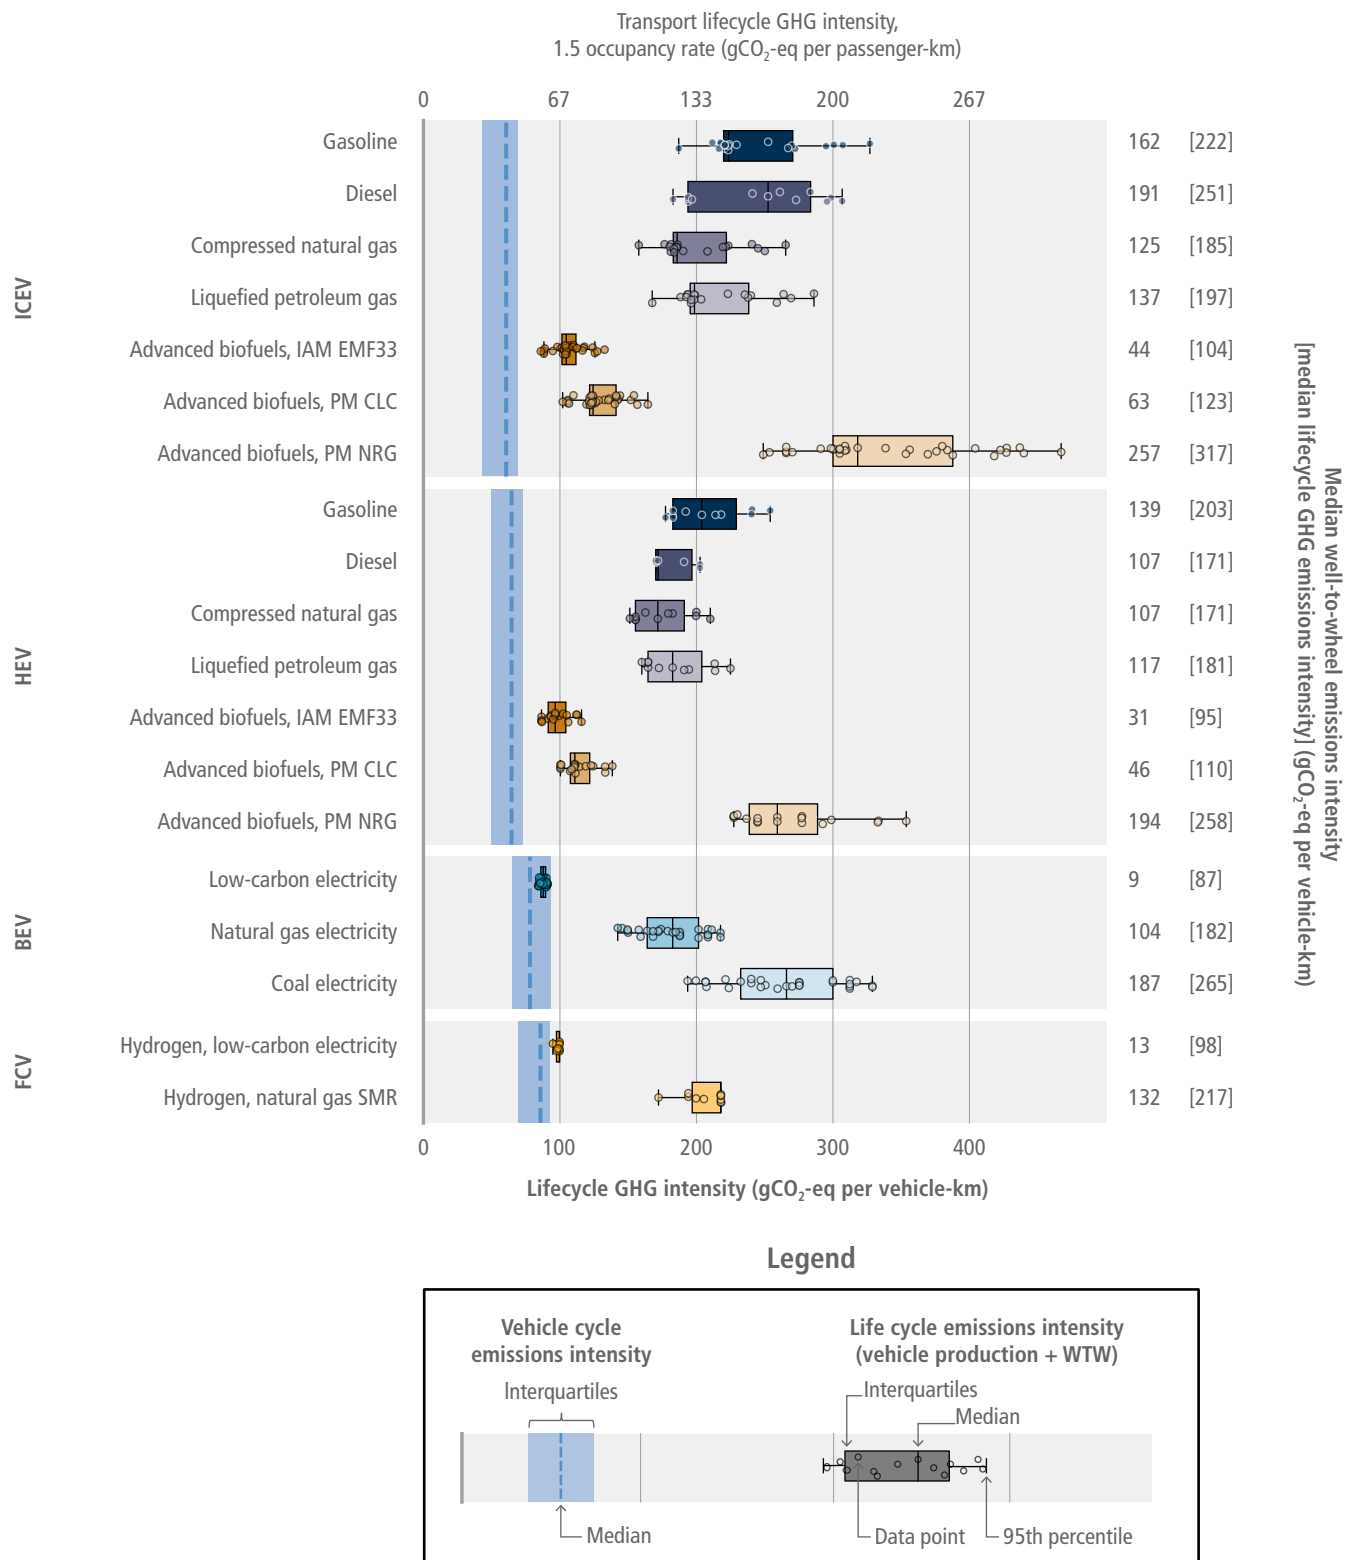 Transport lifecycle GHG intensity,
1.5 occupancy rate (gCO₂-eq per passenger-km)
0 67 133 200 267
ICEV
Gasoline 162 [222]
Diesel 191 [251]
Compressed natural gas 125 [185]
Liquefied petroleum gas 137 [197]
Advanced biofuels, IAM EMF33 44 [104]
Advanced biofuels, PM CLC 63 [123]
Advanced biofuels, PM NRG 257 [317]
HEV
Gasoline 139 [203]
Diesel 107 [171]
Compressed natural gas 107 [171]
Liquefied petroleum gas 117 [181]
Advanced biofuels, IAM EMF33 31 [95]
Advanced biofuels, PM CLC 46 [110]
Advanced biofuels, PM NRG 194 [258]
BEV
Low-carbon electricity 9 [87]
Natural gas electricity 104 [182]
Coal electricity 187 [265]
FCV
Hydrogen, low-carbon electricity 13 [98]
Hydrogen, natural gas SMR 132 [217]
Median well-to-wheel emissions intensity
[median lifecycle GHG emissions intensity] (gCO₂-eq per vehicle-km)
0 100 200 300 400
Lifecycle GHG intensity (gCO₂-eq per vehicle-km)
Legend
Vehicle cycle
emissions intensity
Interquartiles
Median
Life cycle emissions intensity
(vehicle production + WTW)
Interquartiles
Median
Data point
95th percentile